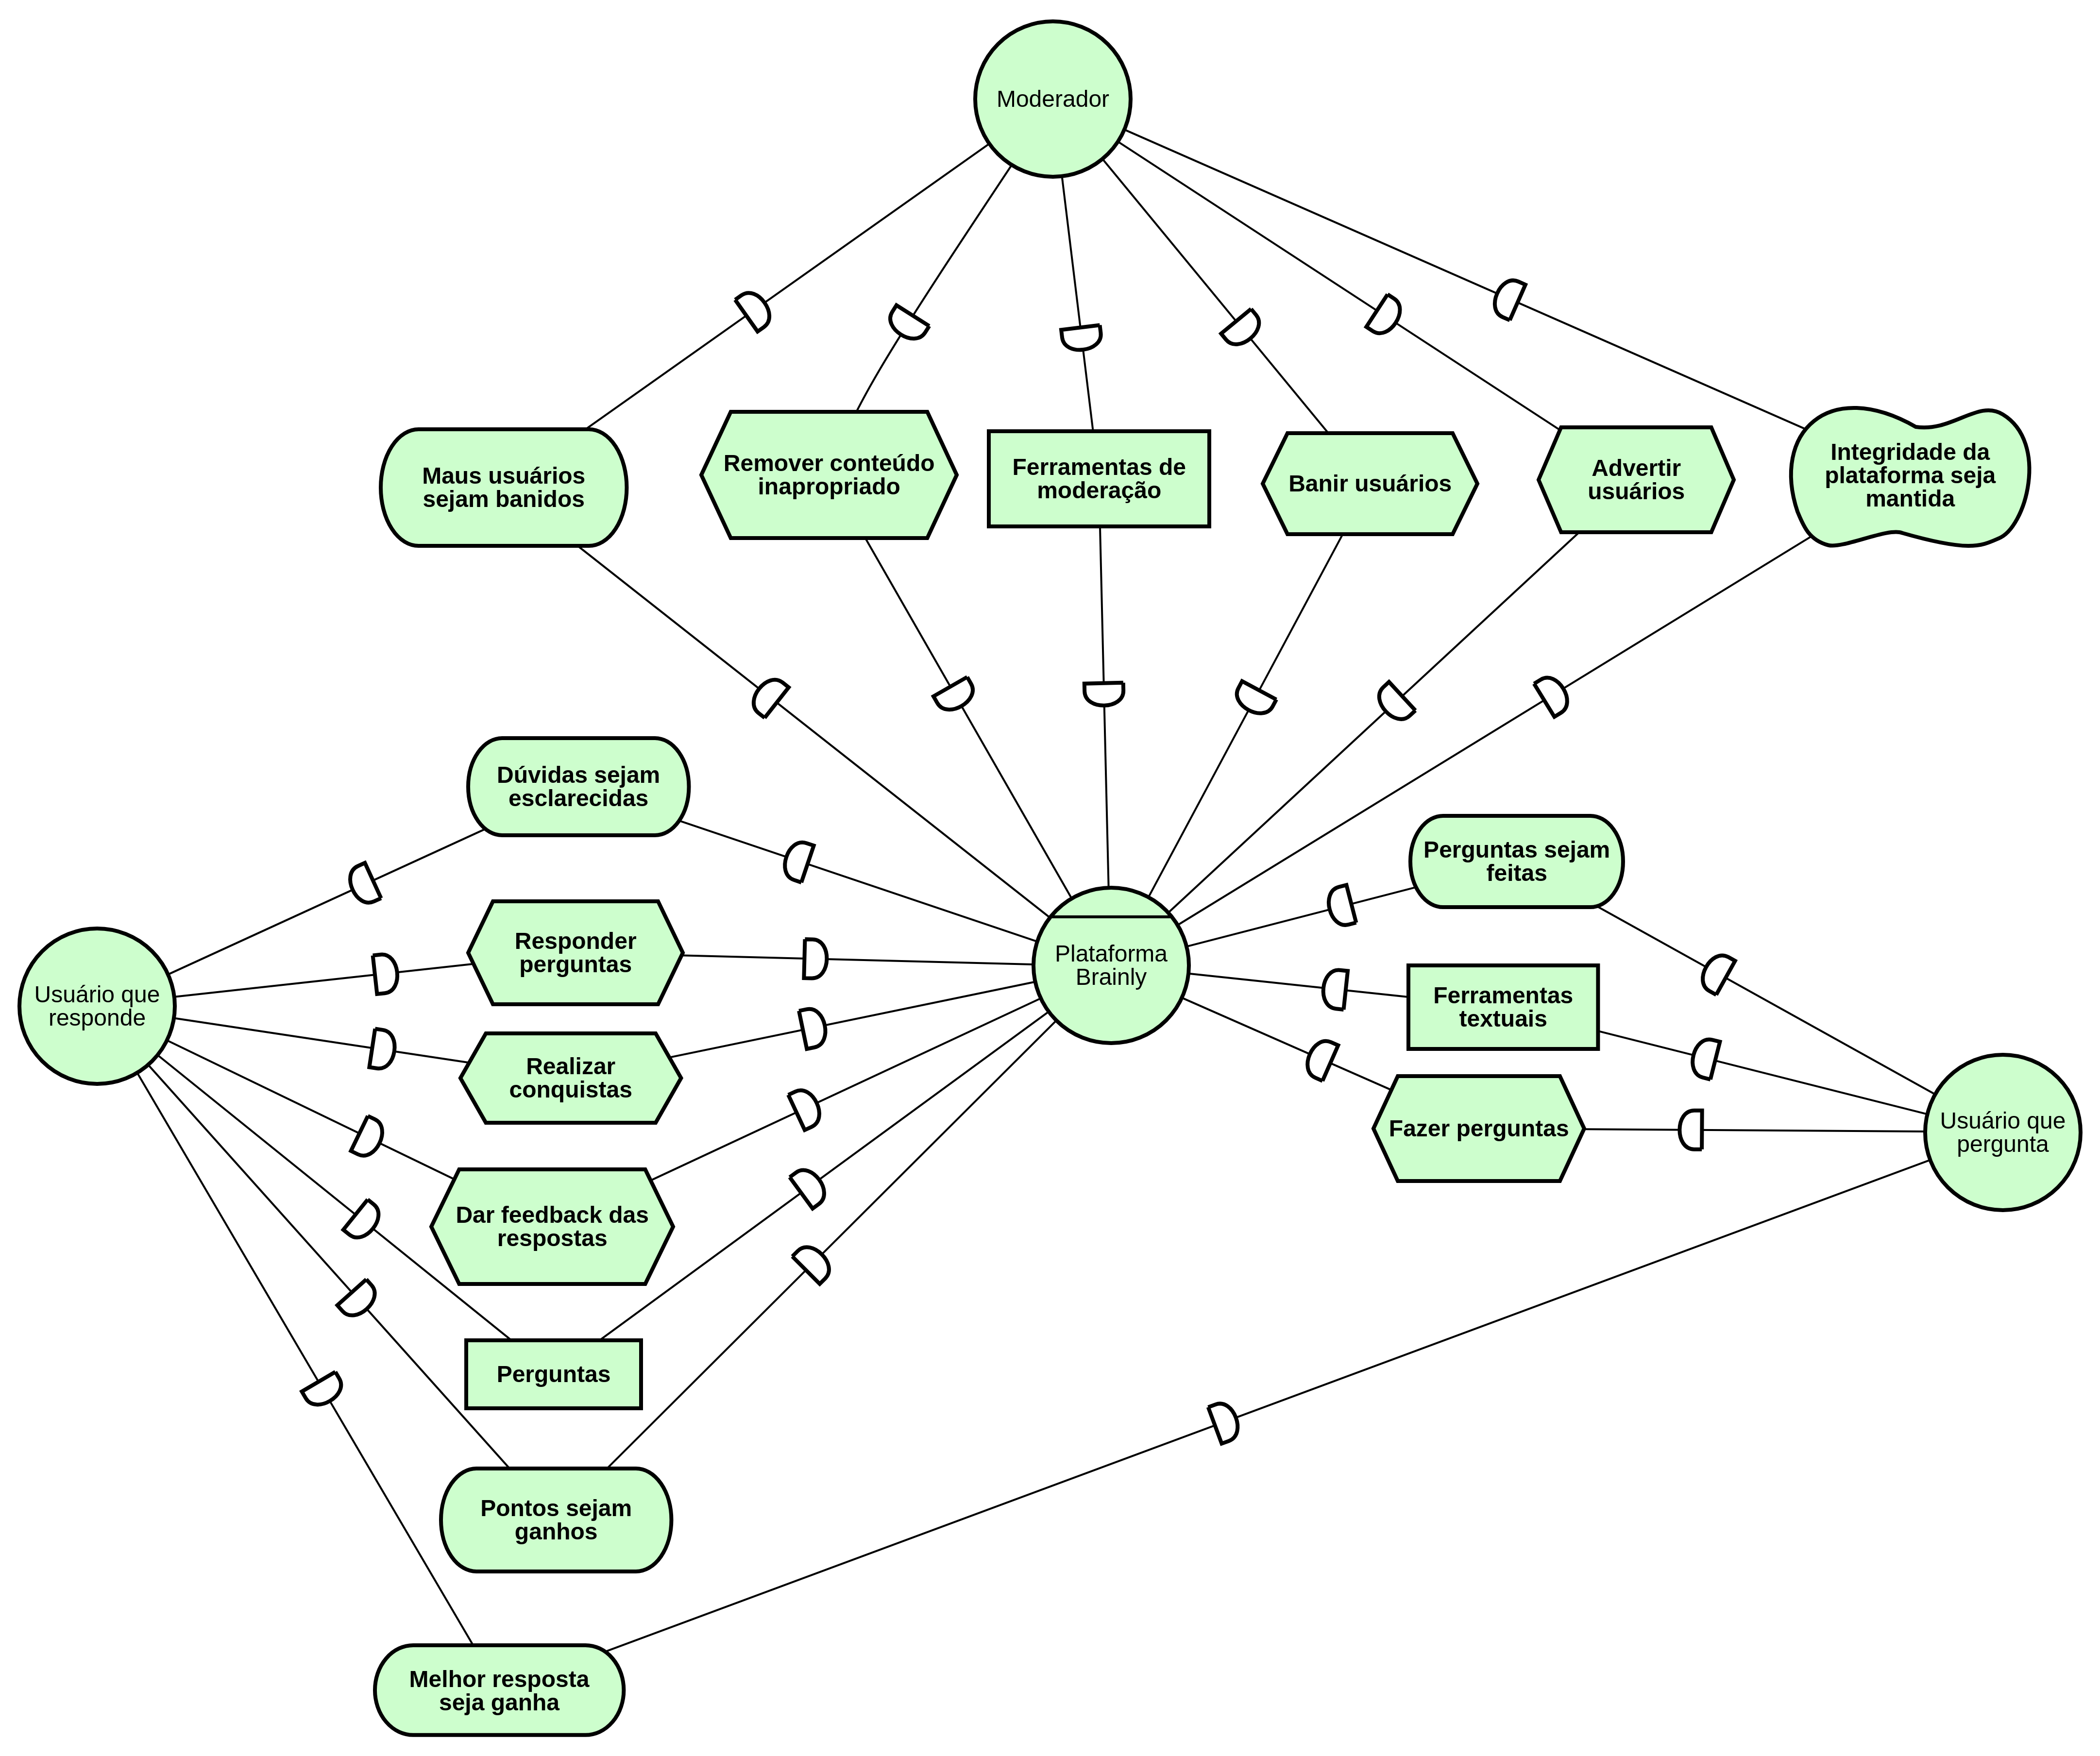 Moderador
Maus usuários
sejam banidos
Remover conteúdo
inapropriado
Ferramentas de
moderação
Banir usuários
Advertir
usuários
Integridade da
plataforma seja
mantida
Dúvidas sejam
esclarecidas
Perguntas sejam
feitas
Responder
perguntas
Plataforma
Brainly
Usuário que
responde
Ferramentas
textuais
Realizar
conquistas
Fazer perguntas
Usuário que
pergunta
Dar feedback das
respostas
Perguntas
Pontos sejam
ganhos
Melhor resposta
seja ganha